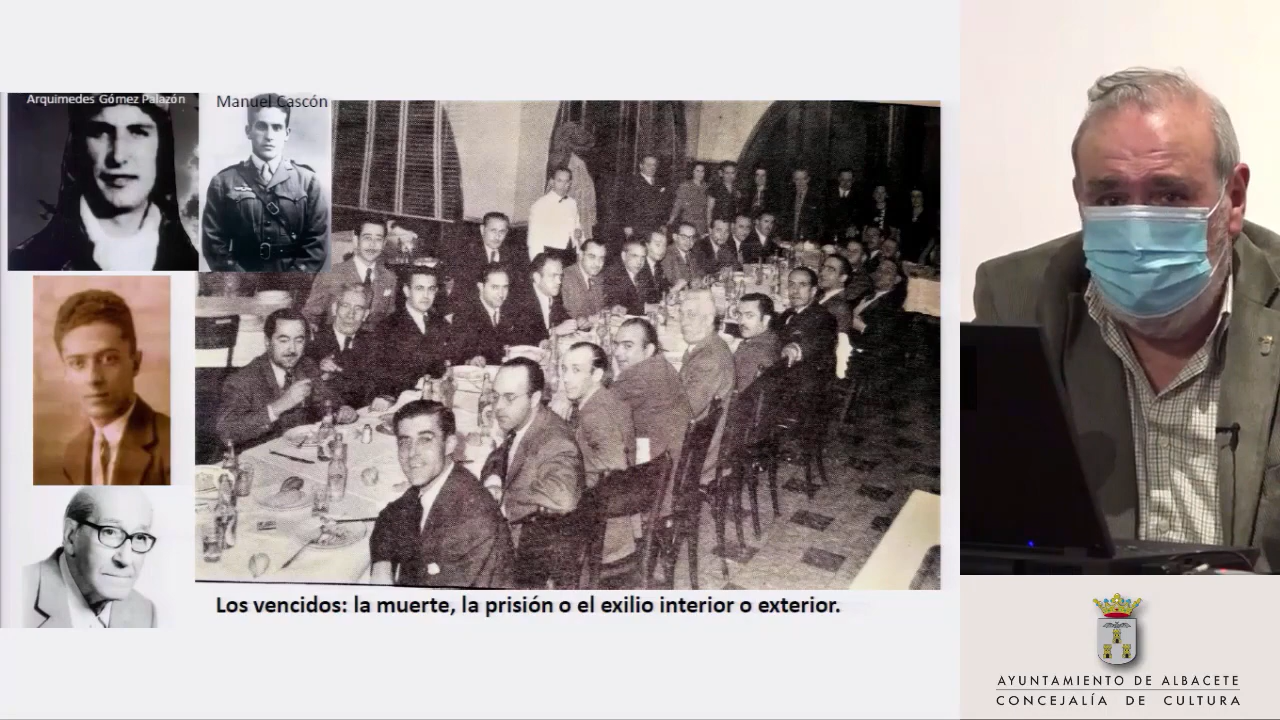 Arquimedes Gómez Palazón
Manuel Cascón
Los vencidos: la muerte, la prisión o el exilio interior o exterior.
AYUNTAMIENTO DE ALBACETE
CONCEJALÍA DE CULTURA